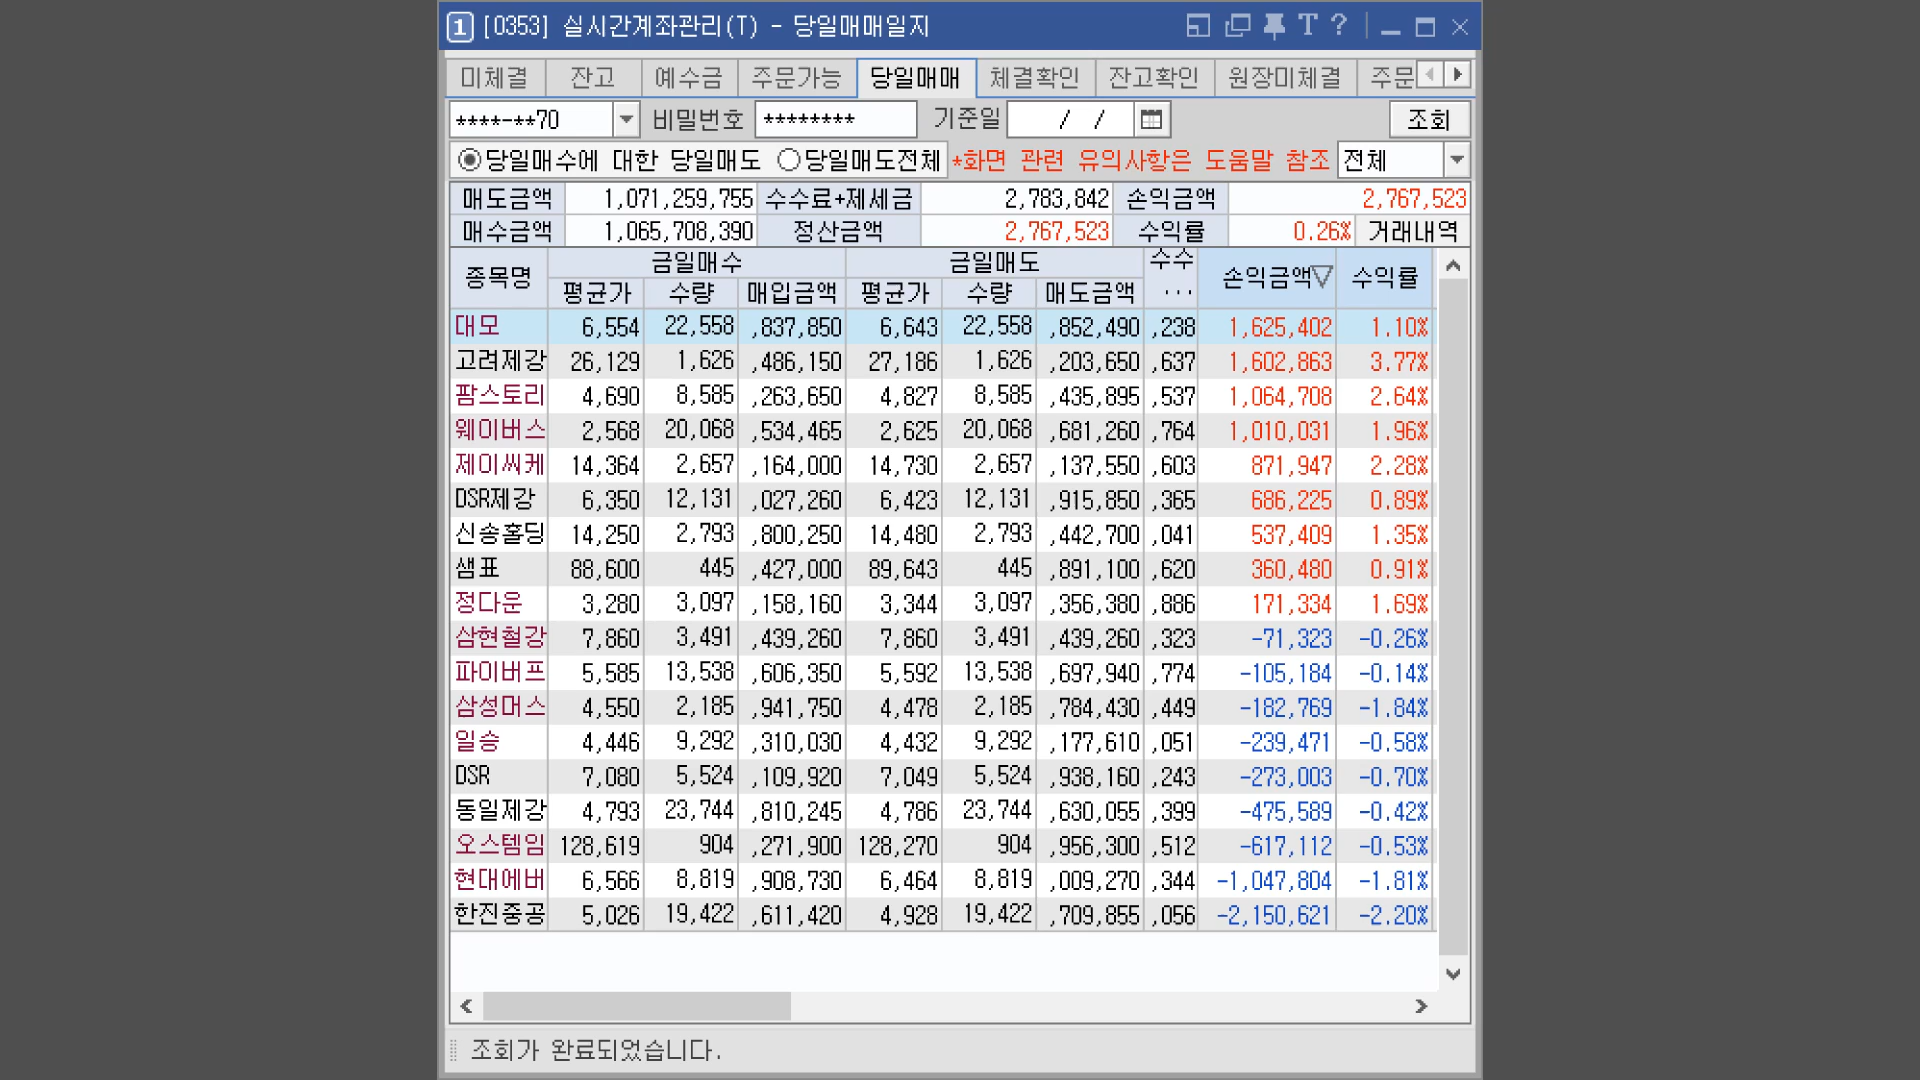 1 [0353] 실시간계좌관리(T) - 당일매매일지
미체결 잔고 예수금 주문가능 당일매매 체결확인 잔고확인 원장미체결 주문
****-**70 비밀번호 ******** 기준일 / / 조회
당일매수에 대한 당일매도 당일매도전체 *화면 관련 유의사항은 도움말 참조 전체
매도금액 1,071,259,755 수수료+제세금 2,783,842 손익금액 2,767,523
매수금액 1,065,708,390 정산금액 2,767,523 수익률 0.26% 거래내역
종목명 금일매수 금일매도 수수 ... 손익금액▽ 수익률
평균가 수량 매입금액 평균가 수량 매도금액
대모 6,554 22,558 ,837,850 6,643 22,558 ,852,490 ,238 1,625,402 1.10%
고려제강 26,129 1,626 ,486,150 27,186 1,626 ,203,650 ,637 1,602,863 3.77%
팜스토리 4,690 8,585 ,263,650 4,827 8,585 ,435,895 ,537 1,064,708 2.64%
웨이버스 2,568 20,068 ,534,465 2,625 20,068 ,681,260 ,764 1,010,031 1.96%
제이씨케 14,364 2,657 ,164,000 14,730 2,657 ,137,550 ,603 871,947 2.28%
DSR제강 6,350 12,131 ,027,260 6,423 12,131 ,915,850 ,365 686,225 0.89%
신송홀딩 14,250 2,793 ,800,250 14,480 2,793 ,442,700 ,041 537,409 1.35%
샘표 88,600 445 ,427,000 89,643 445 ,891,100 ,620 360,480 0.91%
정다운 3,280 3,097 ,158,160 3,344 3,097 ,356,380 ,886 171,334 1.69%
삼현철강 7,860 3,491 ,439,260 7,860 3,491 ,439,260 ,323 -71,323 -0.26%
파이버프 5,585 13,538 ,606,350 5,592 13,538 ,697,940 ,774 -105,184 -0.14%
삼성머스 4,550 2,185 ,941,750 4,478 2,185 ,784,430 ,449 -182,769 -1.84%
일승 4,446 9,292 ,310,030 4,432 9,292 ,177,610 ,051 -239,471 -0.58%
DSR 7,080 5,524 ,109,920 7,049 5,524 ,938,160 ,243 -273,003 -0.70%
동일제강 4,793 23,744 ,810,245 4,786 23,744 ,630,055 ,399 -475,589 -0.42%
오스템임 128,619 904 ,271,900 128,270 904 ,956,300 ,512 -617,112 -0.53%
현대에버 6,566 8,819 ,908,730 6,464 8,819 ,009,270 ,344 -1,047,804 -1.81%
한진중공 5,026 19,422 ,611,420 4,928 19,422 ,709,855 ,056 -2,150,621 -2.20%
조회가 완료되었습니다.